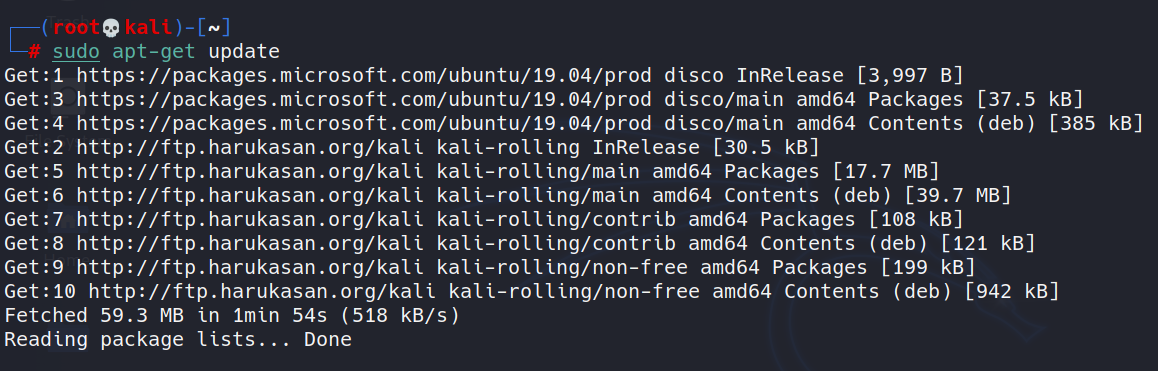 ┌──(root💀kali)-[~]
└─# sudo apt-get update
Get:1 https://packages.microsoft.com/ubuntu/19.04/prod disco InRelease [3,997 B]
Get:3 https://packages.microsoft.com/ubuntu/19.04/prod disco/main amd64 Packages [37.5 kB]
Get:4 https://packages.microsoft.com/ubuntu/19.04/prod disco/main amd64 Contents (deb) [385 kB]
Get:2 http://ftp.harukasan.org/kali kali-rolling InRelease [30.5 kB]
Get:5 http://ftp.harukasan.org/kali kali-rolling/main amd64 Packages [17.7 MB]
Get:6 http://ftp.harukasan.org/kali kali-rolling/main amd64 Contents (deb) [39.7 MB]
Get:7 http://ftp.harukasan.org/kali kali-rolling/contrib amd64 Packages [108 kB]
Get:8 http://ftp.harukasan.org/kali kali-rolling/contrib amd64 Contents (deb) [121 kB]
Get:9 http://ftp.harukasan.org/kali kali-rolling/non-free amd64 Packages [199 kB]
Get:10 http://ftp.harukasan.org/kali kali-rolling/non-free amd64 Contents (deb) [942 kB]
Fetched 59.3 MB in 1min 54s (518 kB/s)
Reading package lists... Done